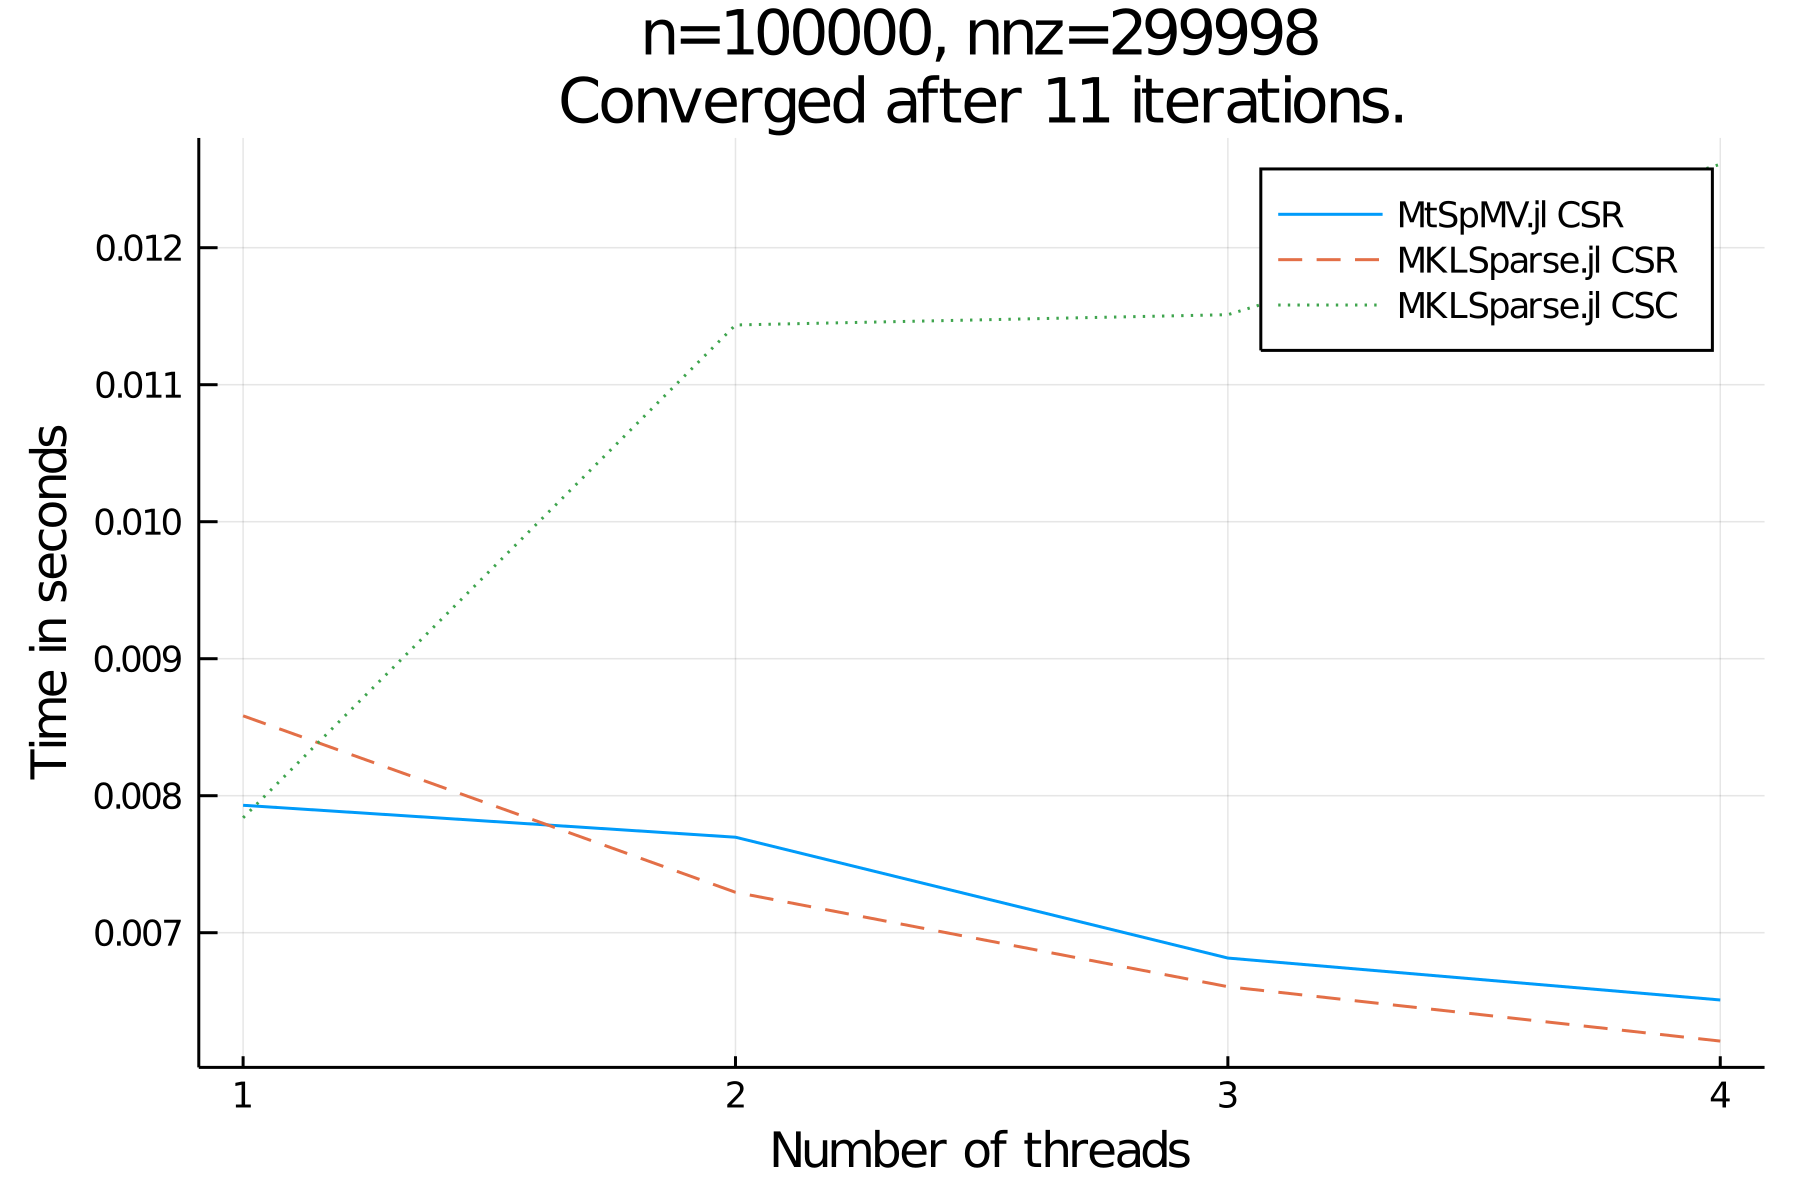 n=100000, nnz=299998
Converged after 11 iterations.
MtSpMV.jl CSR
MKLSparse.jl CSR
MKLSparse.jl CSC
Time in seconds
0.012
0.011
0.010
0.009
0.008
0.007
1 2 3 4
Number of threads